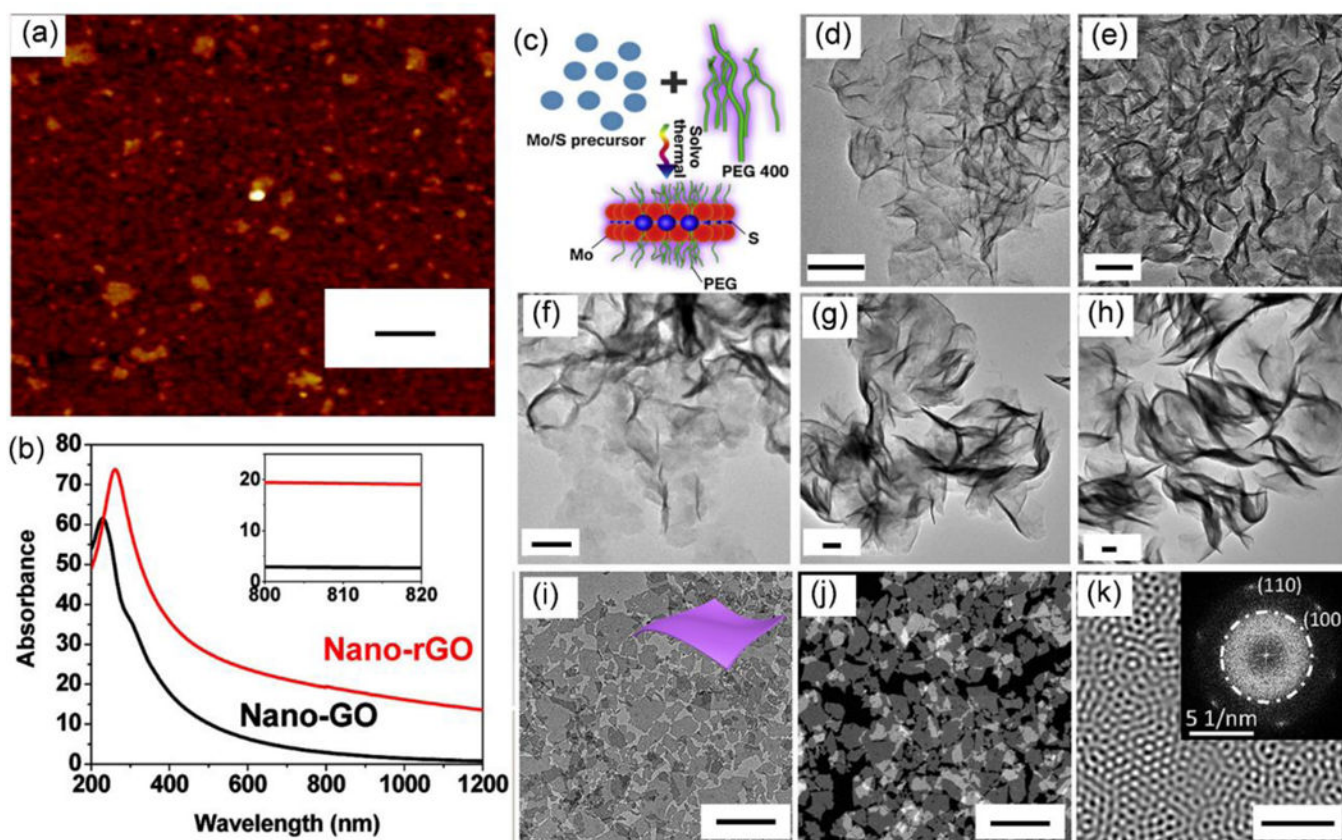 (a)
(b)
80
70
60
50
40
30
20
10
0
Absorbance
200 400 600 800 1000 1200
Wavelength (nm)
Nano-rGO
Nano-GO
20
10
0
800 810 820
(c)
Mo/S precursor
Solvo
thermal
PEG 400
Mo
S
PEG
(d)
(e)
(f)
(g)
(h)
(i)
(j)
(k)
(110)
(100
5 1/nm